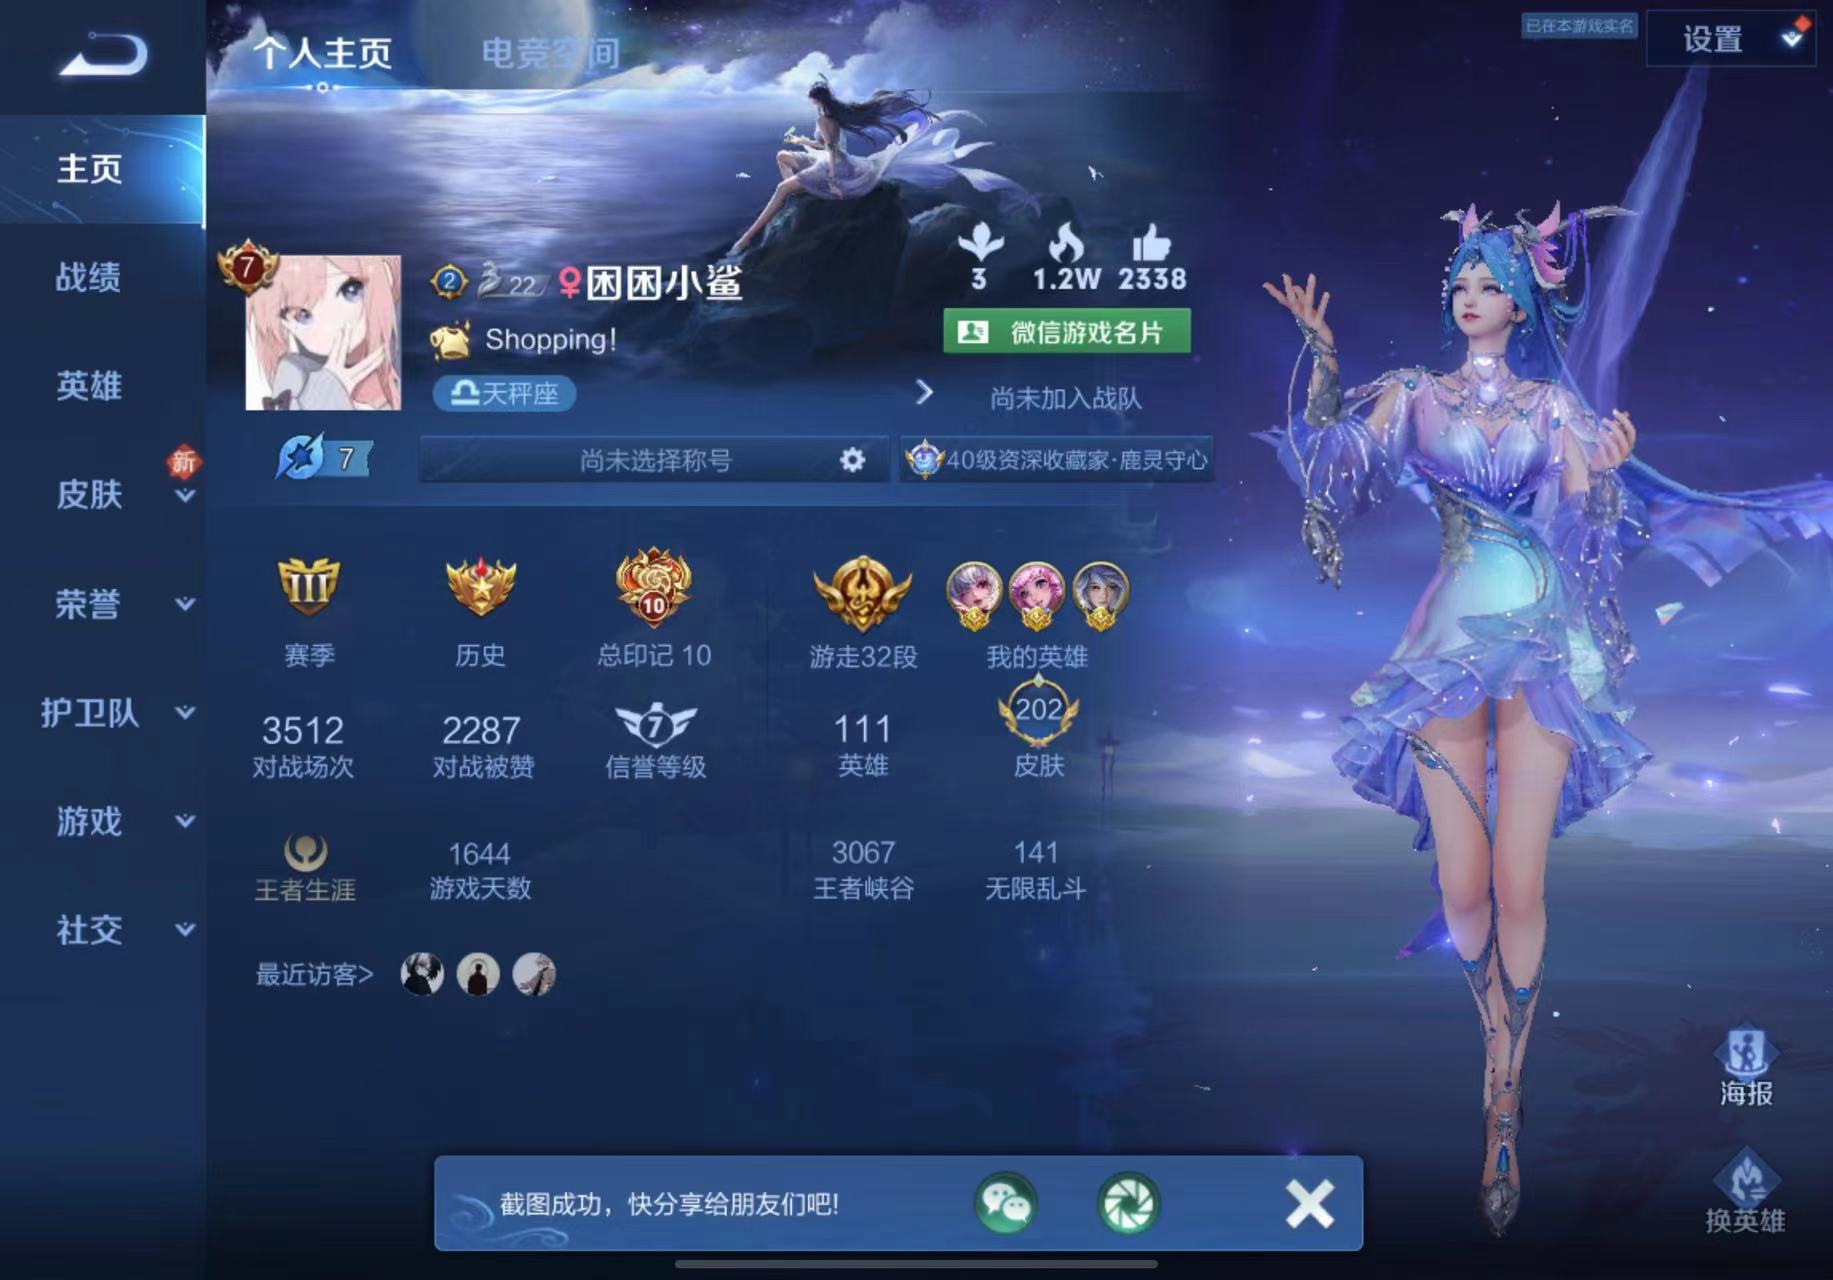 个人主页
电竞空间
已在本游戏实名
设置
主页
战绩
英雄
皮肤
新
荣誉
护卫队
游戏
社交
7
2
22
困困小鲨
Shopping!
天秤座
3
1.2W
2338
微信游戏名片
尚未加入战队
7
尚未选择称号
40级资深收藏家·鹿灵守心
III
10
赛季
历史
总印记 10
游走32段
我的英雄
3512
2287
7
111
202
对战场次
对战被赞
信誉等级
英雄
皮肤
1644
3067
141
王者生涯
游戏天数
王者峡谷
无限乱斗
最近访客>
海报
换英雄
截图成功，快分享给朋友们吧!